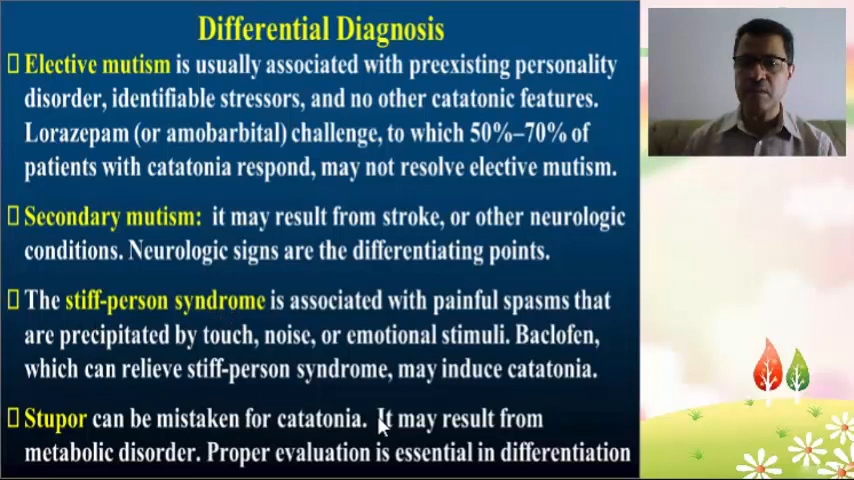 Differential Diagnosis
Elective mutism is usually associated with preexisting personality
disorder, identifiable stressors, and no other catatonic features.
Lorazepam (or amobarbital) challenge, to which 50%–70% of
patients with catatonia respond, may not resolve elective mutism.
Secondary mutism: it may result from stroke, or other neurologic
conditions. Neurologic signs are the differentiating points.
The stiff-person syndrome is associated with painful spasms that
are precipitated by touch, noise, or emotional stimuli. Baclofen,
which can relieve stiff-person syndrome, may induce catatonia.
Stupor can be mistaken for catatonia. It may result from
metabolic disorder. Proper evaluation is essential in differentiation